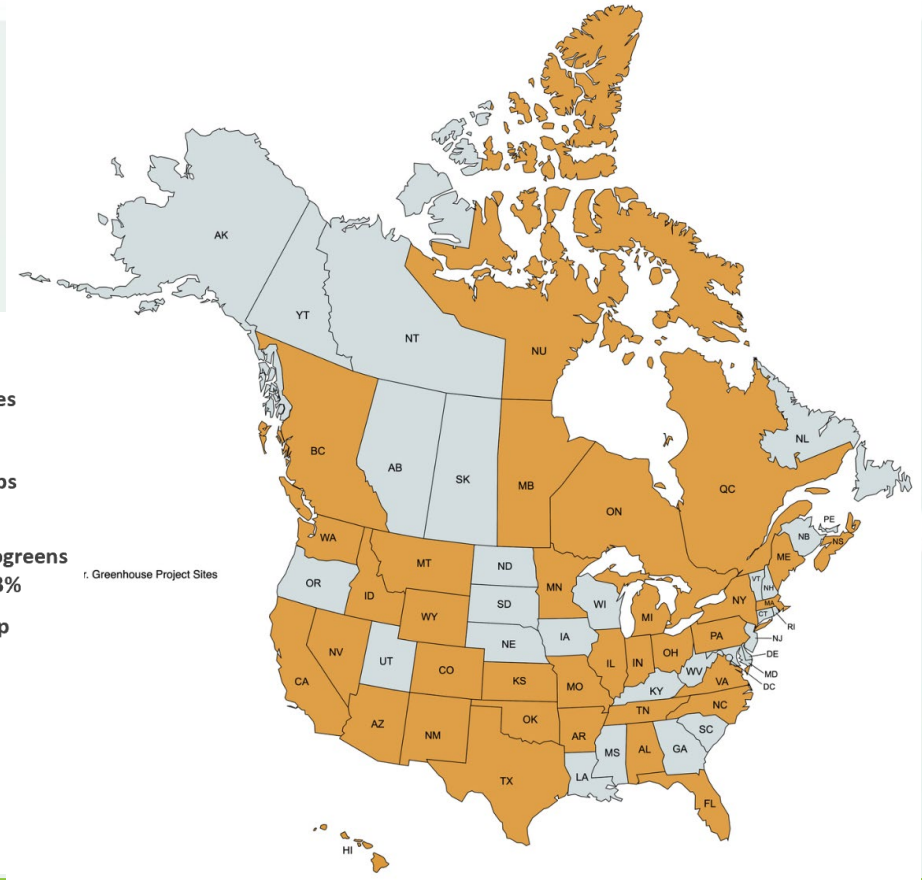 AK
YT
NT
NU
es
BC
AB
SK
MB
ON
QC
NL
ps
PE
NB
NS
ogreens
3%
r. Greenhouse Project Sites
p
WA
MT
ND
MN
ME
OR
ID
SD
WI
MI
VT
NH
NY
MA
CT
RI
WY
NE
IA
PA
NJ
NV
UT
CO
IL
IN
OH
DE
CA
KS
MO
KY
WV
VA
MD
DC
AZ
NM
OK
AR
TN
NC
TX
LA
MS
AL
GA
SC
FL
HI